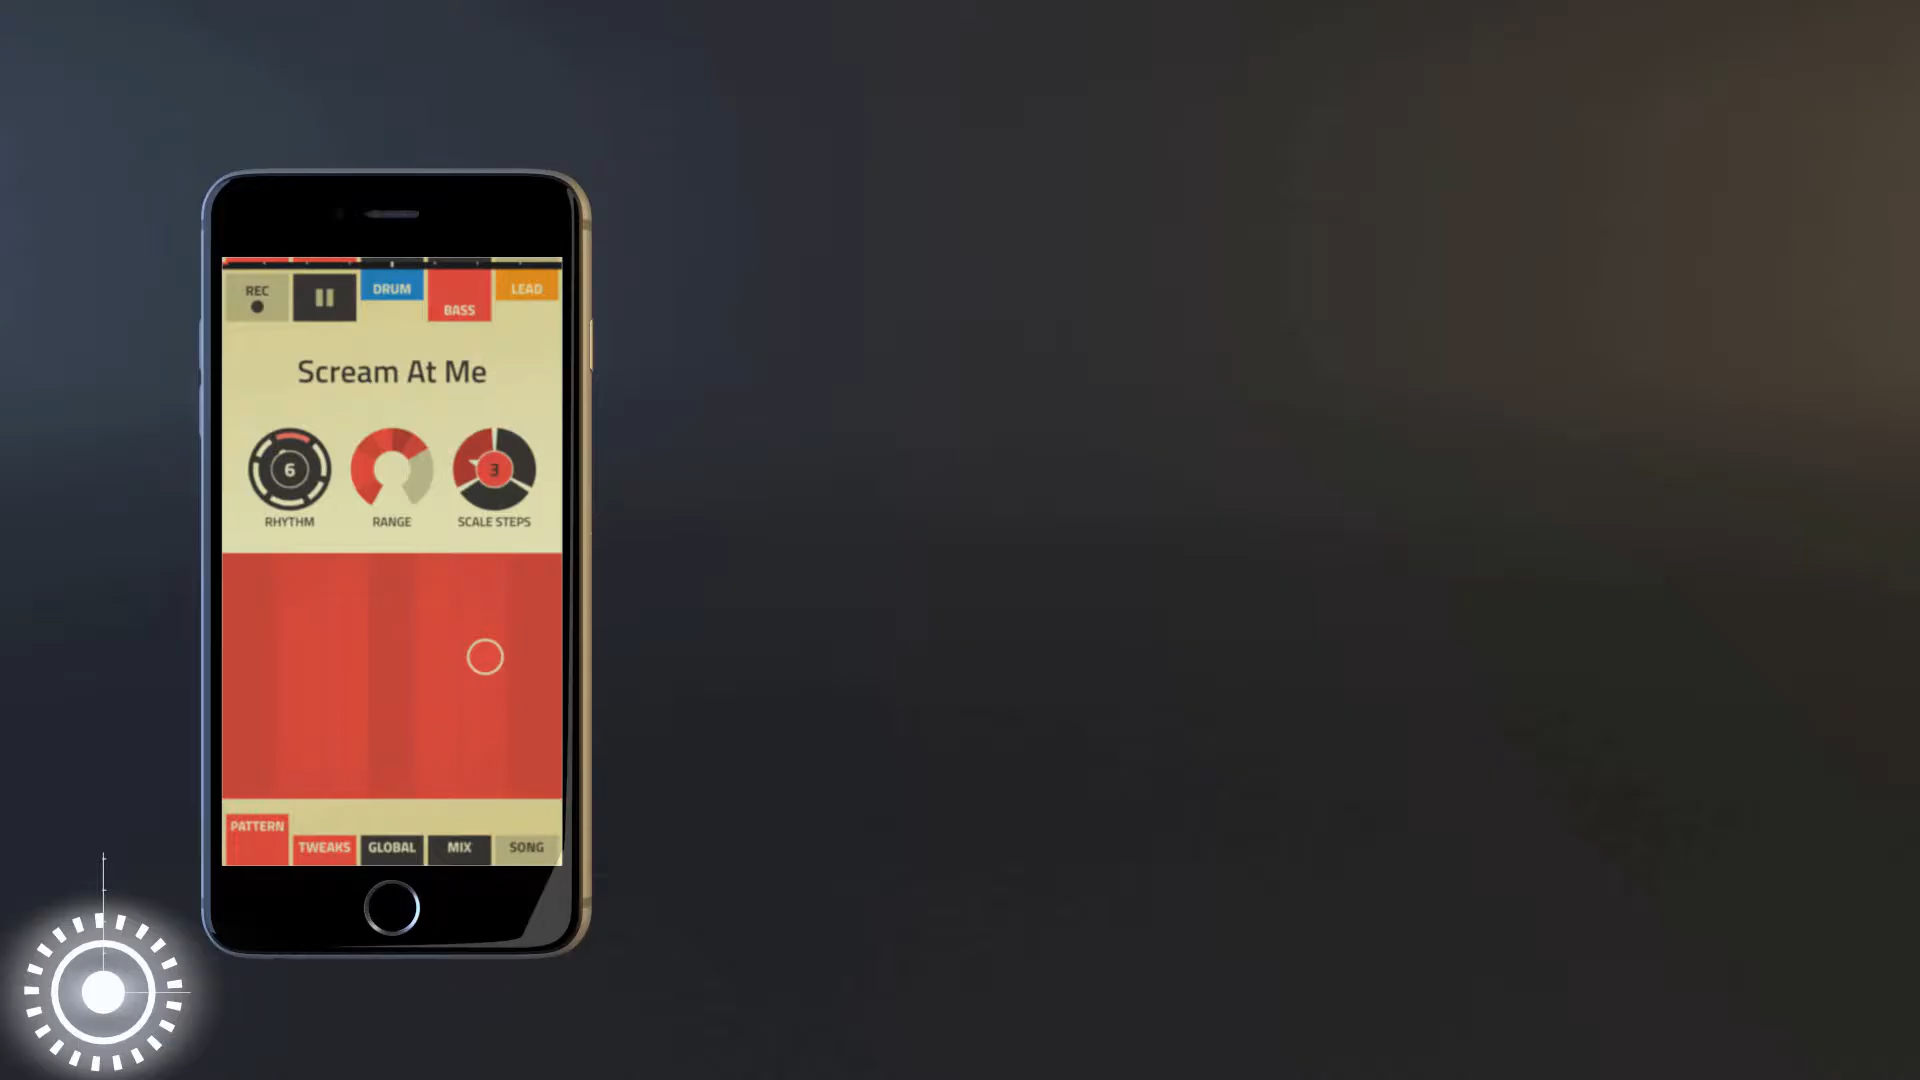 REC
DRUM
BASS
LEAD
Scream At Me
6
3
RHYTHM
RANGE
SCALE STEPS
PATTERN
TWEAKS
GLOBAL
MIX
SONG